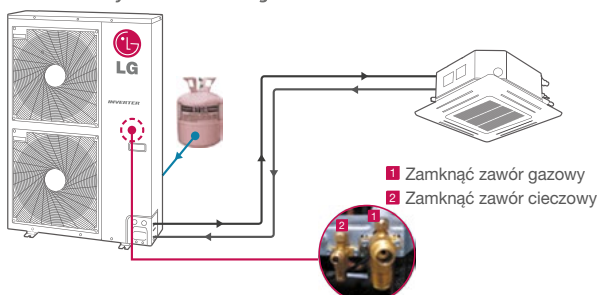 LG
INVERTER
1 Zamknąć zawór gazowy
2 Zamknąć zawór cieczowy
2
1